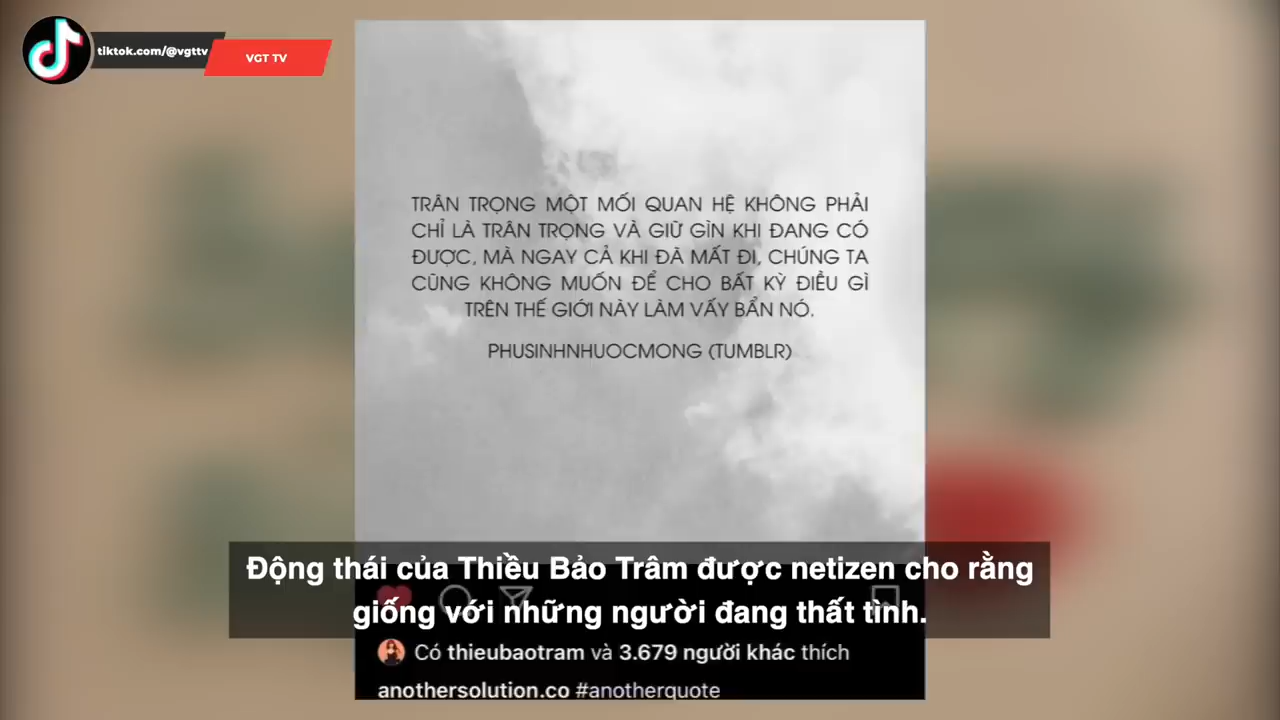 tiktok.com/@vgttv
VGT TV
TRÂN TRỌNG MỘT MỐI QUAN HỆ KHÔNG PHẢI
CHỈ LÀ TRÂN TRỌNG VÀ GIỮ GÌN KHI ĐANG CÓ
ĐƯỢC, MÀ NGAY CẢ KHI ĐÃ MẤT ĐI, CHÚNG TA
CŨNG KHÔNG MUỐN ĐỂ CHO BẤT KỲ ĐIỀU GÌ
TRÊN THẾ GIỚI NÀY LÀM VẤY BẨN NÓ.
PHUSINHNHUOCMONG (TUMBLR)
Động thái của Thiều Bảo Trâm được netizen cho rằng
giống với những người đang thất tình.
Có thieubaotram và 3.679 người khác thích
anothersolution.co #anotherquote